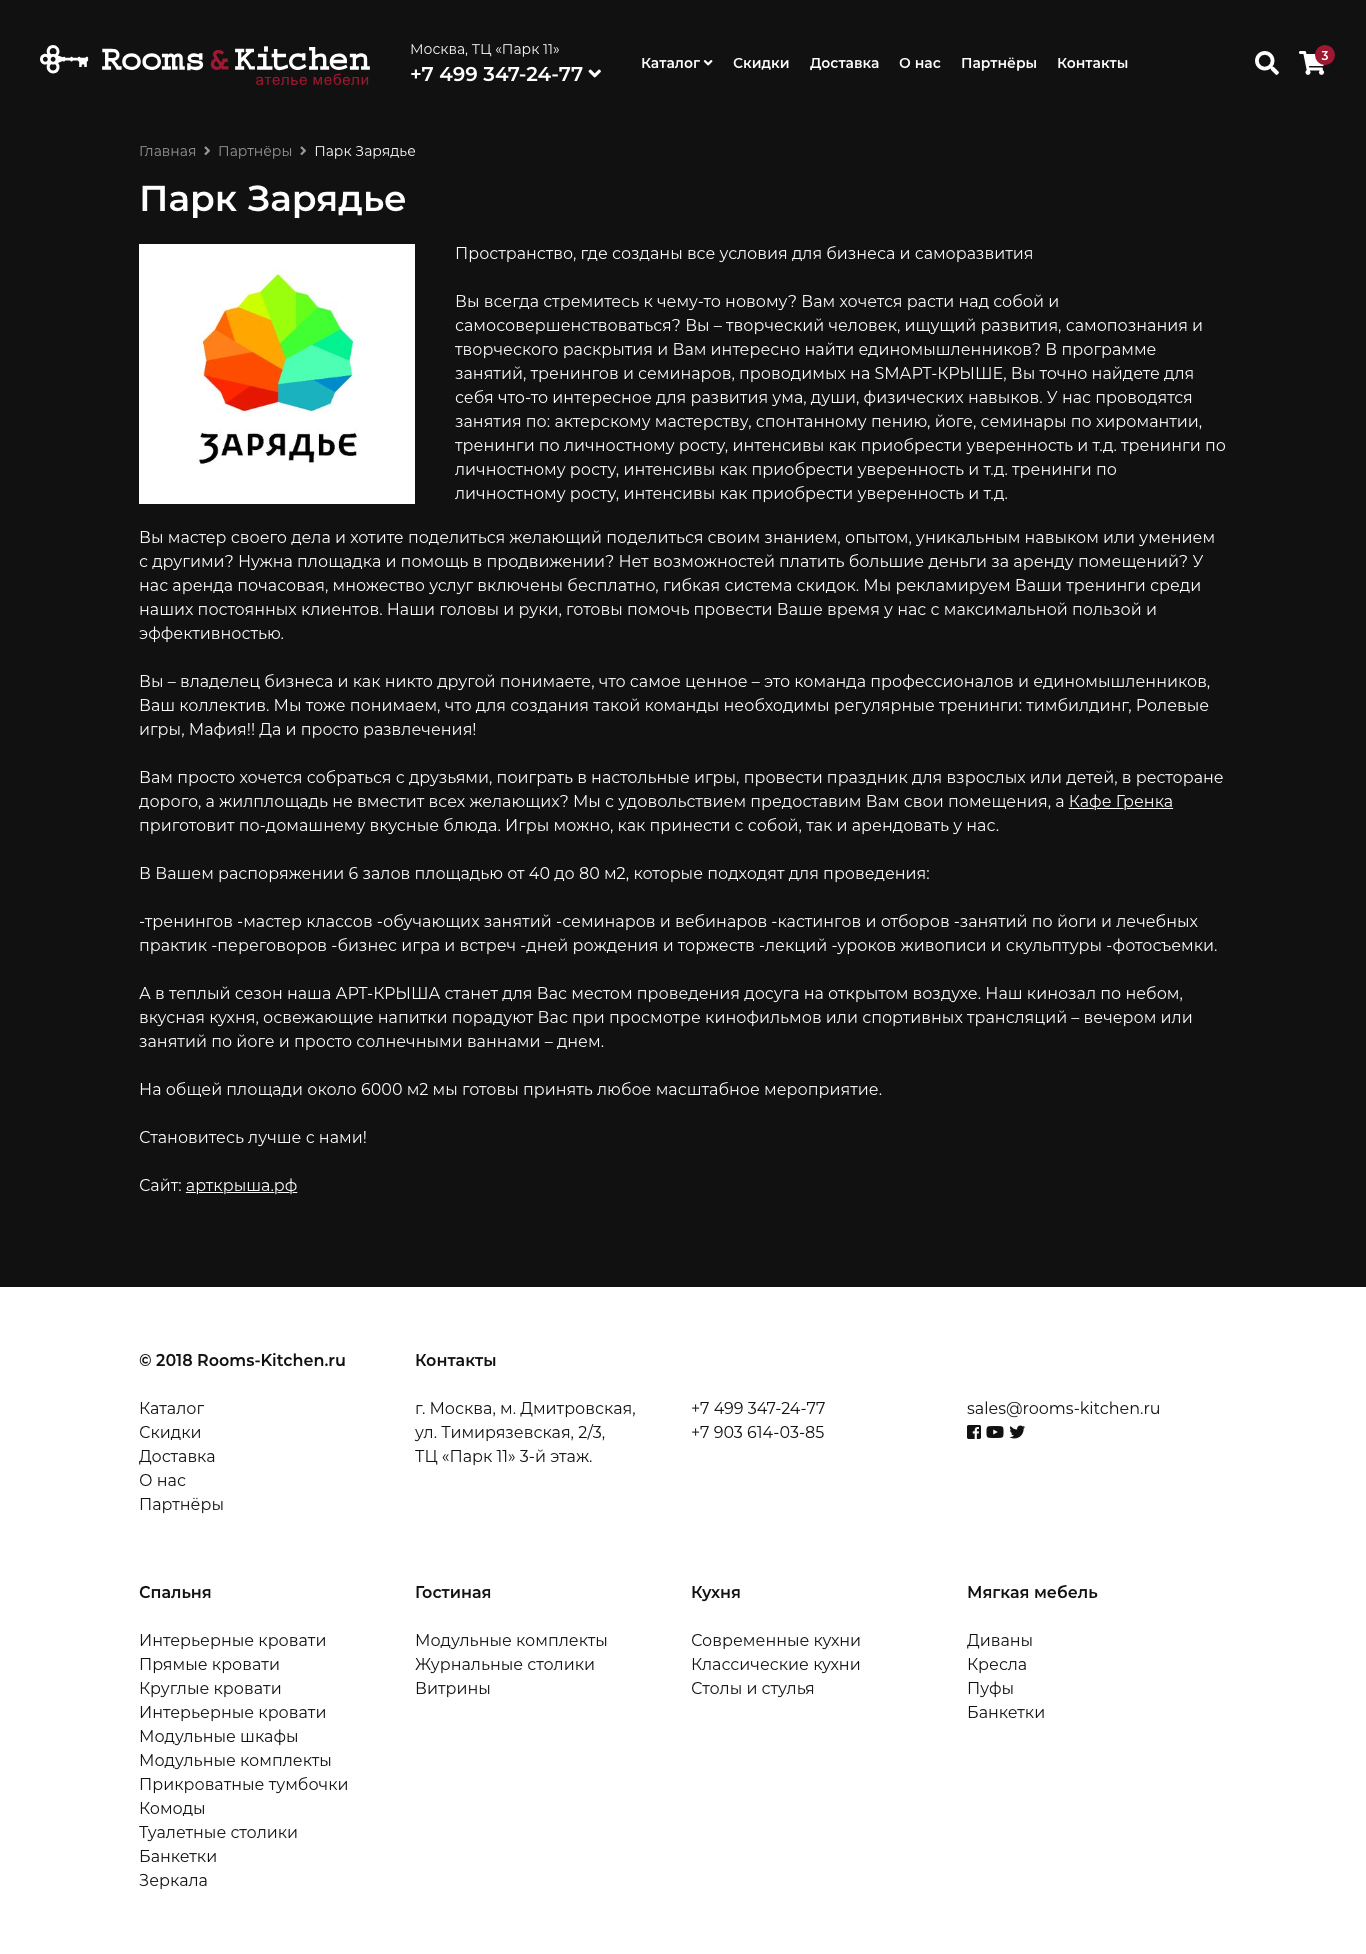 Rooms & Kitchen
ателье мебели
Москва, ТЦ «Парк 11»
+7 499 347-24-77
Каталог Скидки Доставка О нас Партнёры Контакты
3
Главная Партнёры Парк Зарядье
Парк Зарядье
ЗАРЯДЬЕ
Пространство, где созданы все условия для бизнеса и саморазвития
Вы всегда стремитесь к чему-то новому? Вам хочется расти над собой и
самосовершенствоваться? Вы – творческий человек, ищущий развития, самопознания и
творческого раскрытия и Вам интересно найти единомышленников? В программе
занятий, тренингов и семинаров, проводимых на SМАРТ-КРЫШЕ, Вы точно найдете для
себя что-то интересное для развития ума, души, физических навыков. У нас проводятся
занятия по: актерскому мастерству, спонтанному пению, йоге, семинары по хиромантии,
тренинги по личностному росту, интенсивы как приобрести уверенность и т.д. тренинги по
личностному росту, интенсивы как приобрести уверенность и т.д. тренинги по
личностному росту, интенсивы как приобрести уверенность и т.д.
Вы мастер своего дела и хотите поделиться желающий поделиться своим знанием, опытом, уникальным навыком или умением
с другими? Нужна площадка и помощь в продвижении? Нет возможностей платить большие деньги за аренду помещений? У
нас аренда почасовая, множество услуг включены бесплатно, гибкая система скидок. Мы рекламируем Ваши тренинги среди
наших постоянных клиентов. Наши головы и руки, готовы помочь провести Ваше время у нас с максимальной пользой и
эффективностью.
Вы – владелец бизнеса и как никто другой понимаете, что самое ценное – это команда профессионалов и единомышленников,
Ваш коллектив. Мы тоже понимаем, что для создания такой команды необходимы регулярные тренинги: тимбилдинг, Ролевые
игры, Мафия!! Да и просто развлечения!
Вам просто хочется собраться с друзьями, поиграть в настольные игры, провести праздник для взрослых или детей, в ресторане
дорого, а жилплощадь не вместит всех желающих? Мы с удовольствием предоставим Вам свои помещения, а Кафе Гренка
приготовит по-домашнему вкусные блюда. Игры можно, как принести с собой, так и арендовать у нас.
В Вашем распоряжении 6 залов площадью от 40 до 80 м2, которые подходят для проведения:
-тренингов -мастер классов -обучающих занятий -семинаров и вебинаров -кастингов и отборов -занятий по йоги и лечебных
практик -переговоров -бизнес игра и встреч -дней рождения и торжеств -лекций -уроков живописи и скульптуры -фотосъемки.
А в теплый сезон наша АРТ-КРЫША станет для Вас местом проведения досуга на открытом воздухе. Наш кинозал по небом,
вкусная кухня, освежающие напитки порадуют Вас при просмотре кинофильмов или спортивных трансляций – вечером или
занятий по йоге и просто солнечными ваннами – днем.
На общей площади около 6000 м2 мы готовы принять любое масштабное мероприятие.
Становитесь лучше с нами!
Сайт: арткрыша.рф
© 2018 Rooms-Kitchen.ru
Каталог
Скидки
Доставка
О нас
Партнёры
Контакты
г. Москва, м. Дмитровская,
ул. Тимирязевская, 2/3,
ТЦ «Парк 11» 3-й этаж.
+7 499 347-24-77
+7 903 614-03-85
sales@rooms-kitchen.ru
Спальня
Интерьерные кровати
Прямые кровати
Круглые кровати
Интерьерные кровати
Модульные шкафы
Модульные комплекты
Прикроватные тумбочки
Комоды
Туалетные столики
Банкетки
Зеркала
Гостиная
Модульные комплекты
Журнальные столики
Витрины
Кухня
Современные кухни
Классические кухни
Столы и стулья
Мягкая мебель
Диваны
Кресла
Пуфы
Банкетки